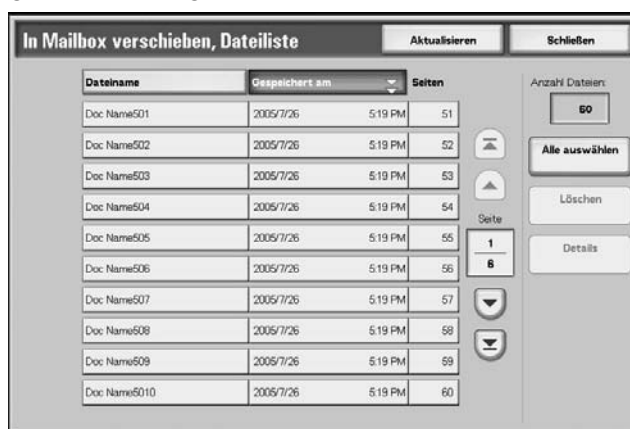 In Mailbox verschieben, Dateiliste Aktualisieren Schließen
Dateiname Gespeichert am Seiten Anzahl Dateien:
60
Doc Name501 2005/7/26 5:19 PM 51
Doc Name502 2005/7/26 5:19 PM 52 Alle auswählen
Doc Name503 2005/7/26 5:19 PM 53
Doc Name504 2005/7/26 5:19 PM 54 Löschen
Seite
Doc Name505 2005/7/26 5:19 PM 55 1 Details
Doc Name506 2005/7/26 5:19 PM 56 6
Doc Name507 2005/7/26 5:19 PM 57
Doc Name508 2005/7/26 5:19 PM 58
Doc Name509 2005/7/26 5:19 PM 59
Doc Name5010 2005/7/26 5:19 PM 60